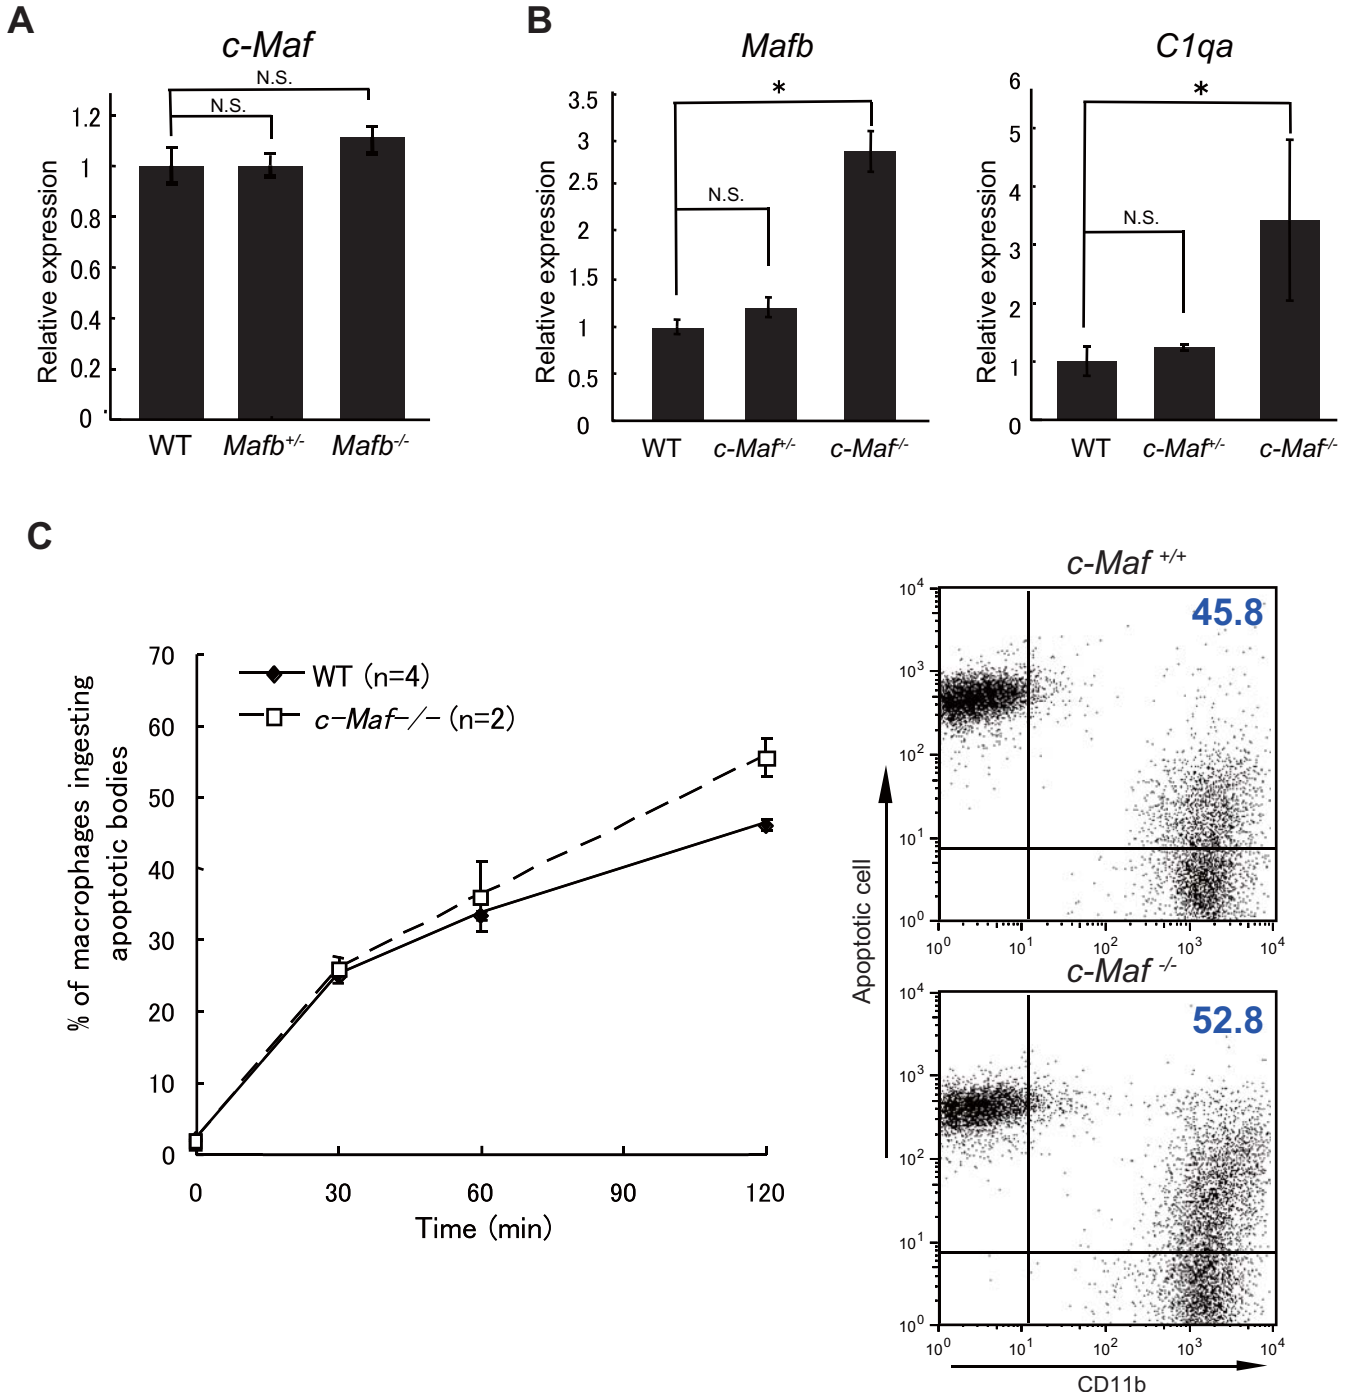 A
c-Maf
N.S.
N.S.
Relative expression
1.2
1
0.8
0.6
0.4
0.2
0
WT Mafb+/- Mafb-/-
B
Mafb
*
N.S.
Relative expression
3.5
3
2.5
2
1.5
1
0.5
0
WT c-Maf+/- c-Maf-/-
C1qa
*
N.S.
Relative expression
6
5
4
3
2
1
0
WT c-Maf+/- c-Maf-/-
C
% of macrophages ingesting
apoptotic bodies
70
60
50
40
30
20
10
0
WT (n=4)
c-Maf-/- (n=2)
0 30 60 90 120
Time (min)
c-Maf +/+
45.8
10^4
10^3
10^2
10^1
10^0
10^0 10^1 10^2 10^3 10^4
Apoptotic cell
c-Maf -/-
52.8
10^4
10^3
10^2
10^1
10^0
10^0 10^1 10^2 10^3 10^4
CD11b